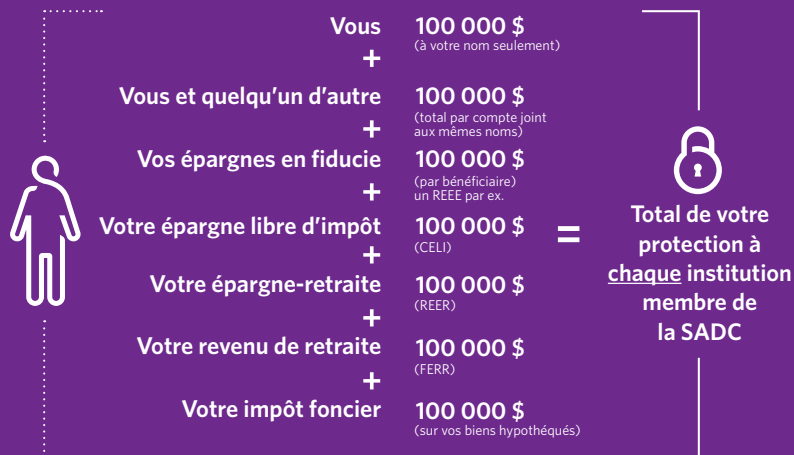 Vous 100 000 $
(à votre nom seulement)
+
Vous et quelqu'un d'autre 100 000 $
(total par compte joint
aux mêmes noms)
+
Vos épargnes en fiducie 100 000 $
(par bénéficiaire)
un REEE par ex.
+
Votre épargne libre d'impôt 100 000 $
(CELI)
+
Votre épargne-retraite 100 000 $
(REER)
+
Votre revenu de retraite 100 000 $
(FERR)
+
Votre impôt foncier 100 000 $
(sur vos biens hypothéqués)
=
Total de votre
protection à
chaque institution
membre de
la SADC